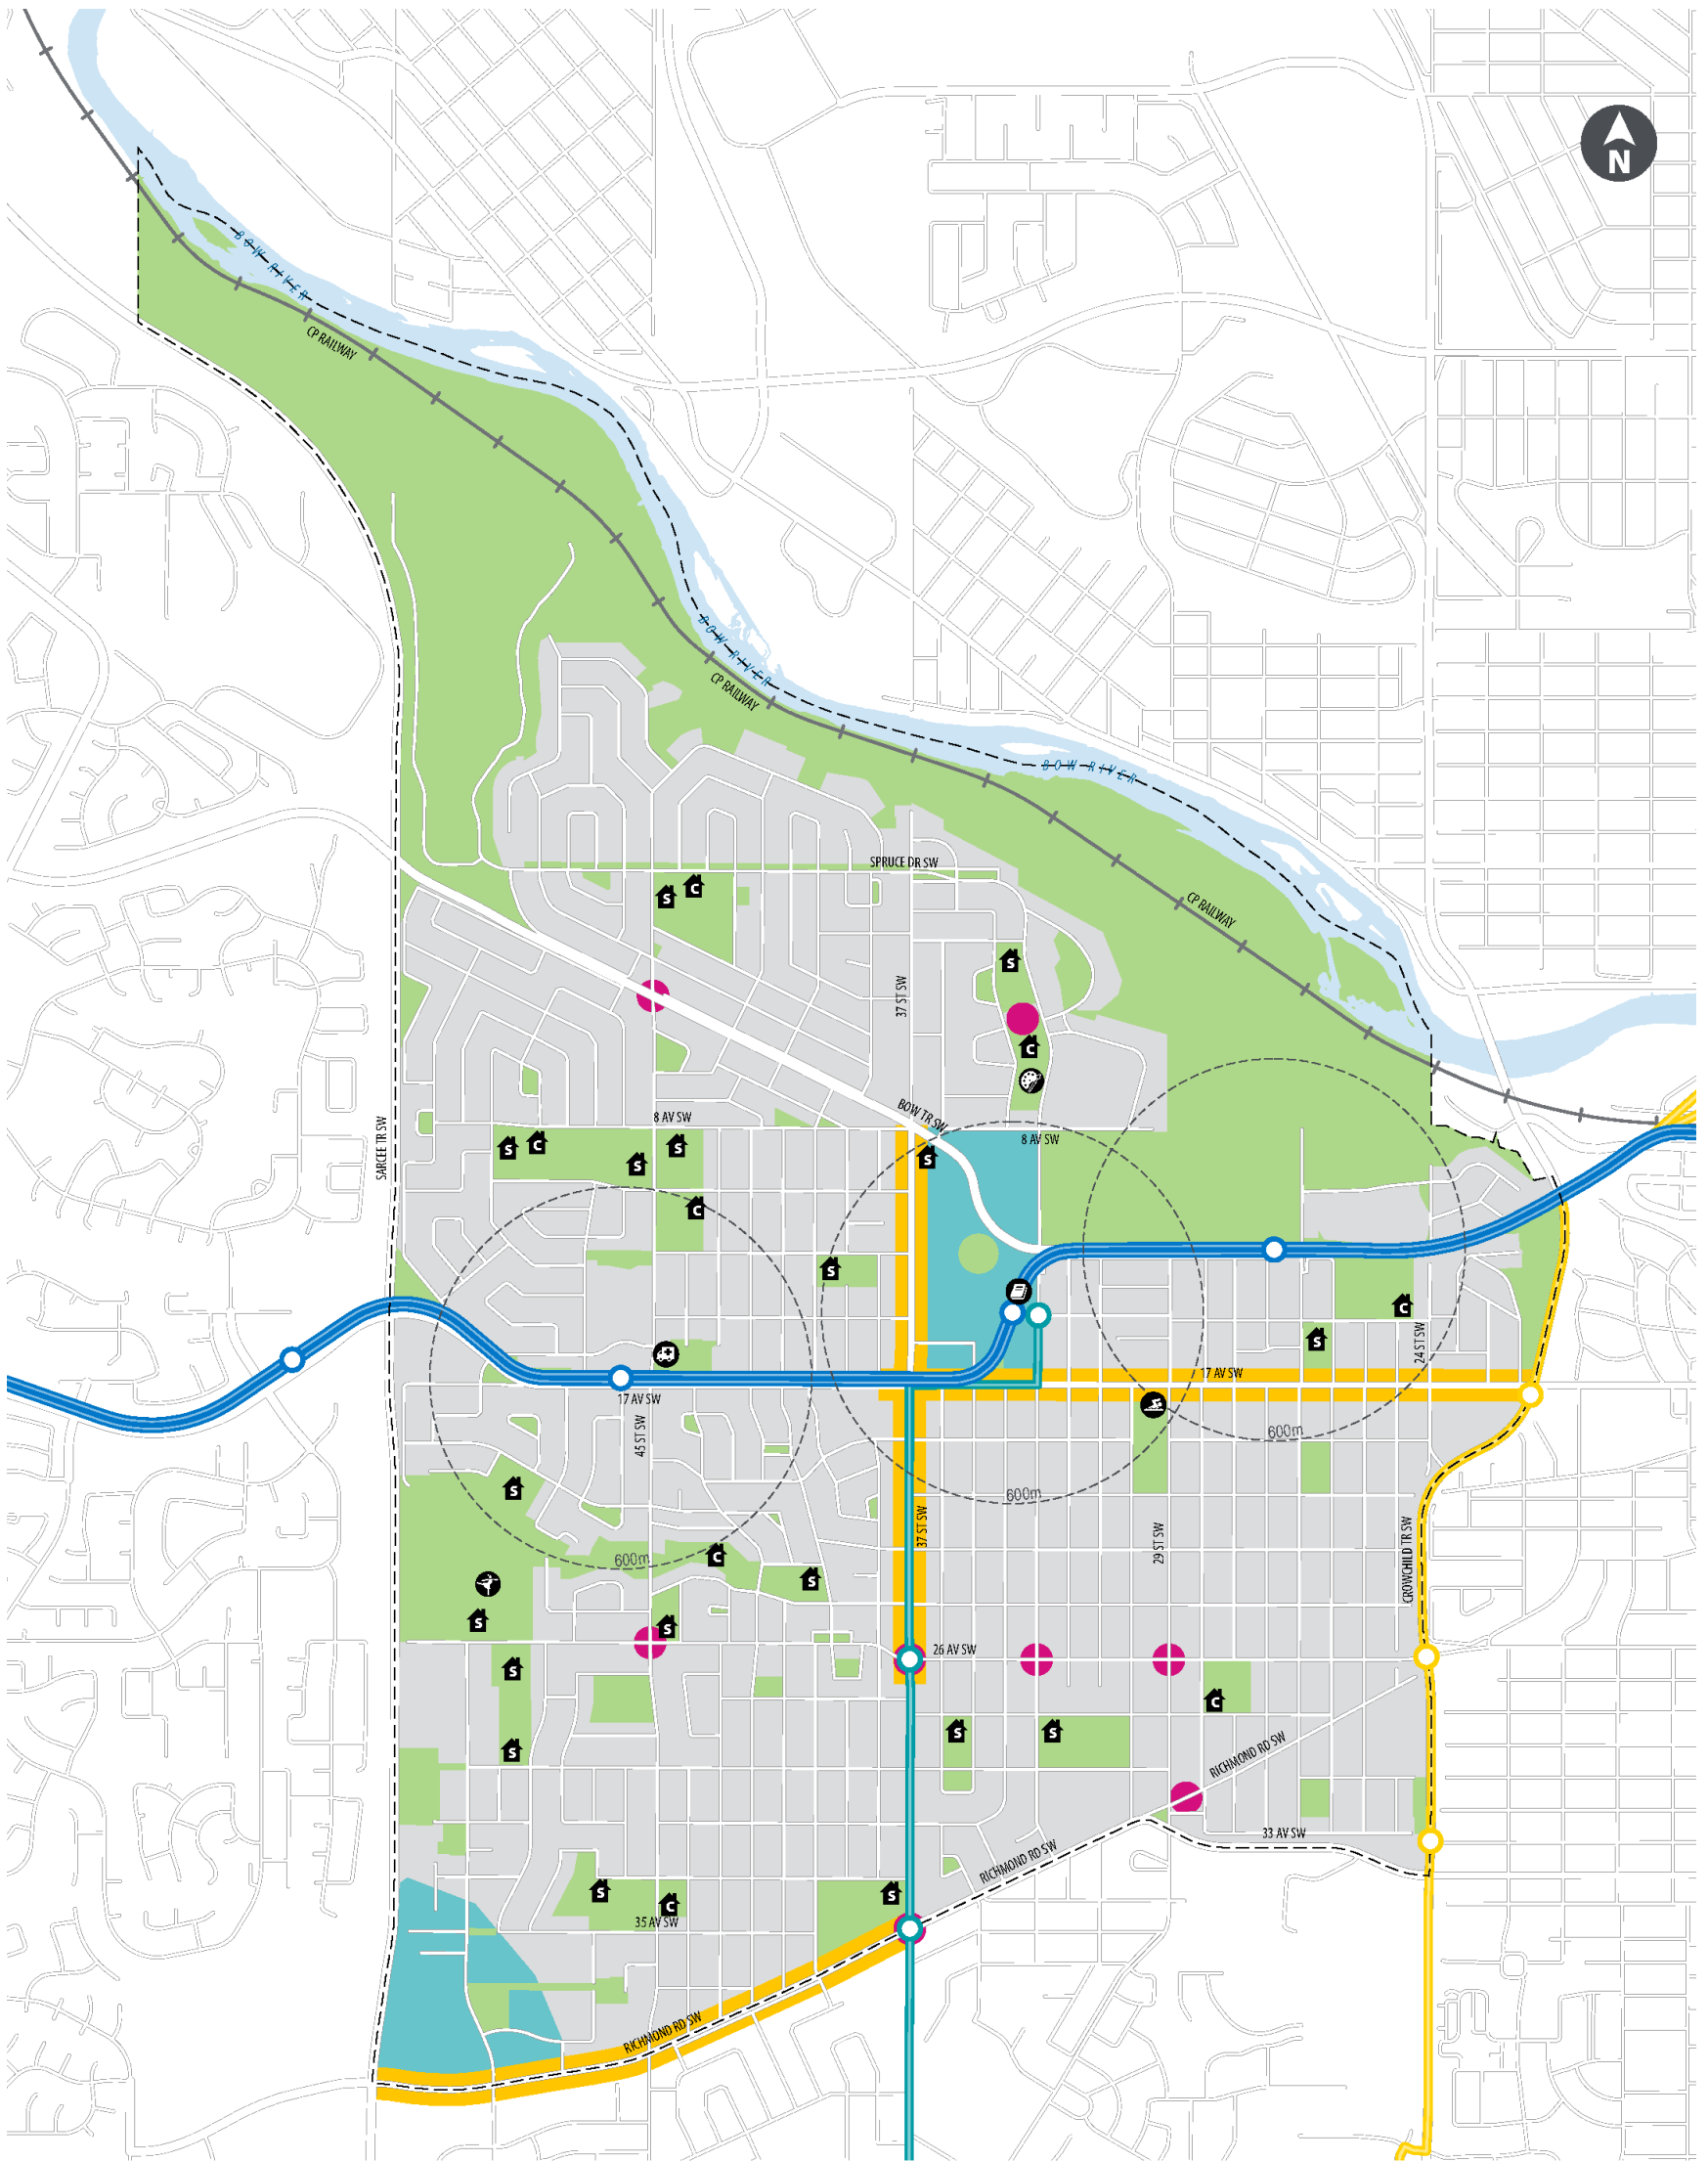 N
BOW RIVER
CP RAILWAY
BOW RIVER
CP RAILWAY
BOW RIVER
SPRUCE DR SW
S
C
CP RAILWAY
S
37 ST SW
C
BOW TR SW
8 AV SW
8 AV SW
SARCEE TR SW
S
C
S
S
S
C
S
C
S
24 ST SW
17 AV SW
17 AV SW
45 ST SW
600m
S
600m
37 ST SW
29 ST SW
CROWCHILD TR SW
600m
C
S
S
S
26 AV SW
S
C
S
S
S
RICHMOND RD SW
33 AV SW
RICHMOND RD SW
S
C
S
35 AV SW
RICHMOND RD SW